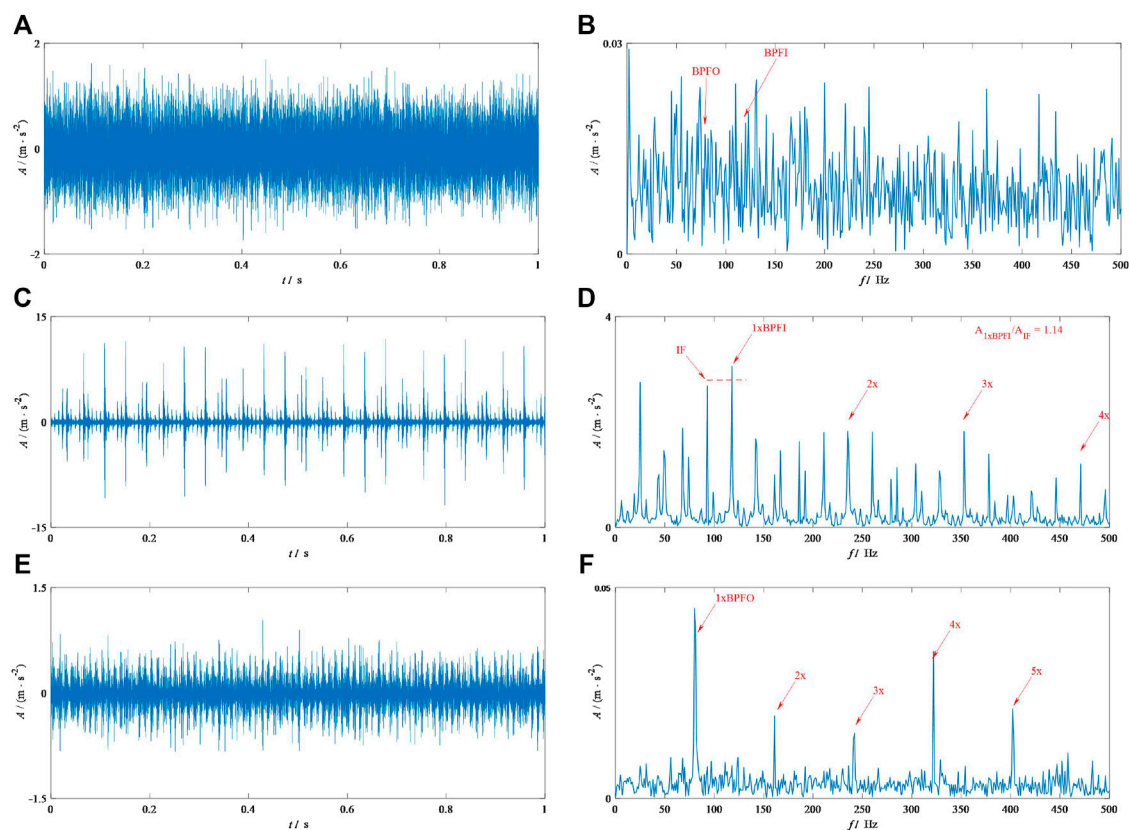 A
2
0
−2
A / (m · s⁻²)
0 0.2 0.4 0.6 0.8 1
t / s
B
0.03
0
A / (m · s⁻²)
BPFO
BPFI
0 50 100 150 200 250 300 350 400 450 500
f / Hz
C
15
0
−15
A / (m · s⁻²)
0 0.2 0.4 0.6 0.8 1
t / s
D
4
0
A / (m · s⁻²)
IF
1xBPFI
A1xBPFI/AIF = 1.14
2x
3x
4x
0 50 100 150 200 250 300 350 400 450 500
f / Hz
E
1.5
0
−1.5
A / (m · s⁻²)
0 0.2 0.4 0.6 0.8 1
t / s
F
0.05
0
A / (m · s⁻²)
1xBPFO
2x
3x
4x
5x
0 50 100 150 200 250 300 350 400 450 500
f / Hz